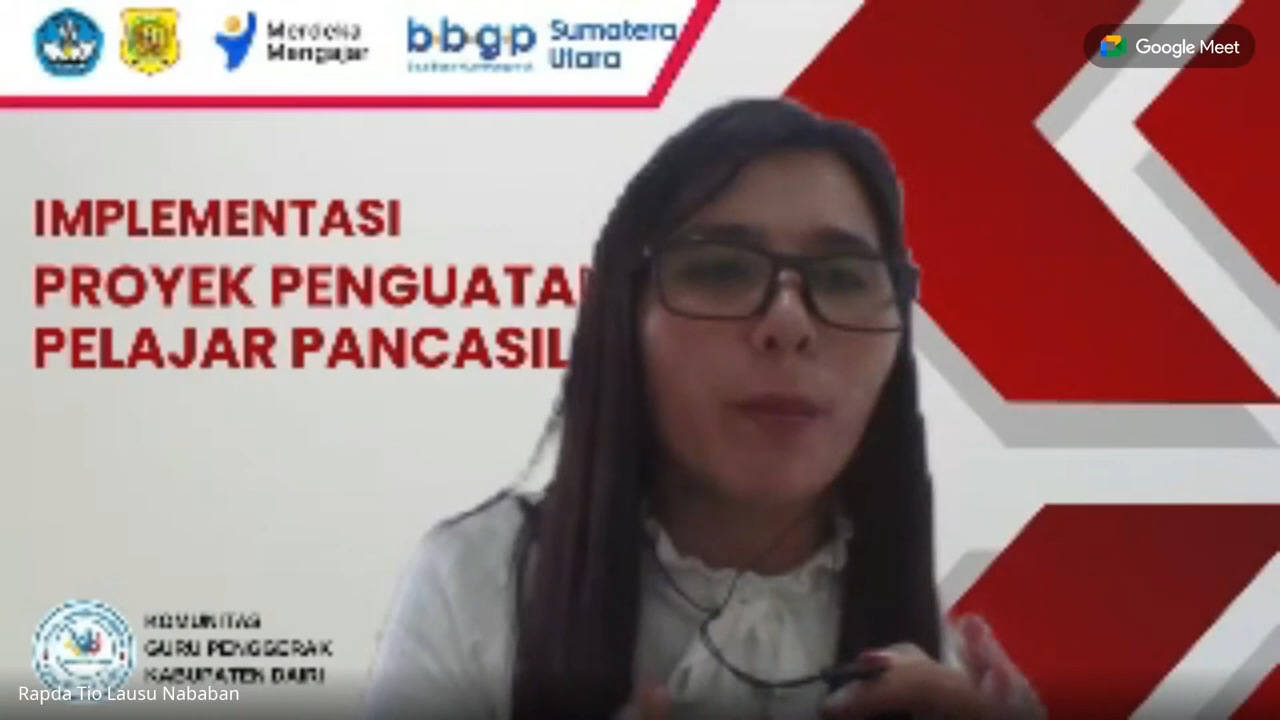 Merdeka
Mengajar
bbgp
Sumatera
Utara
Google Meet
IMPLEMENTASI
PROYEK PENGUATAN
PELAJAR PANCASIL
KOMUNITAS
GURU PENGGERAK
KABUPATEN DAIRI
Rapda Tio Lausu Nababan